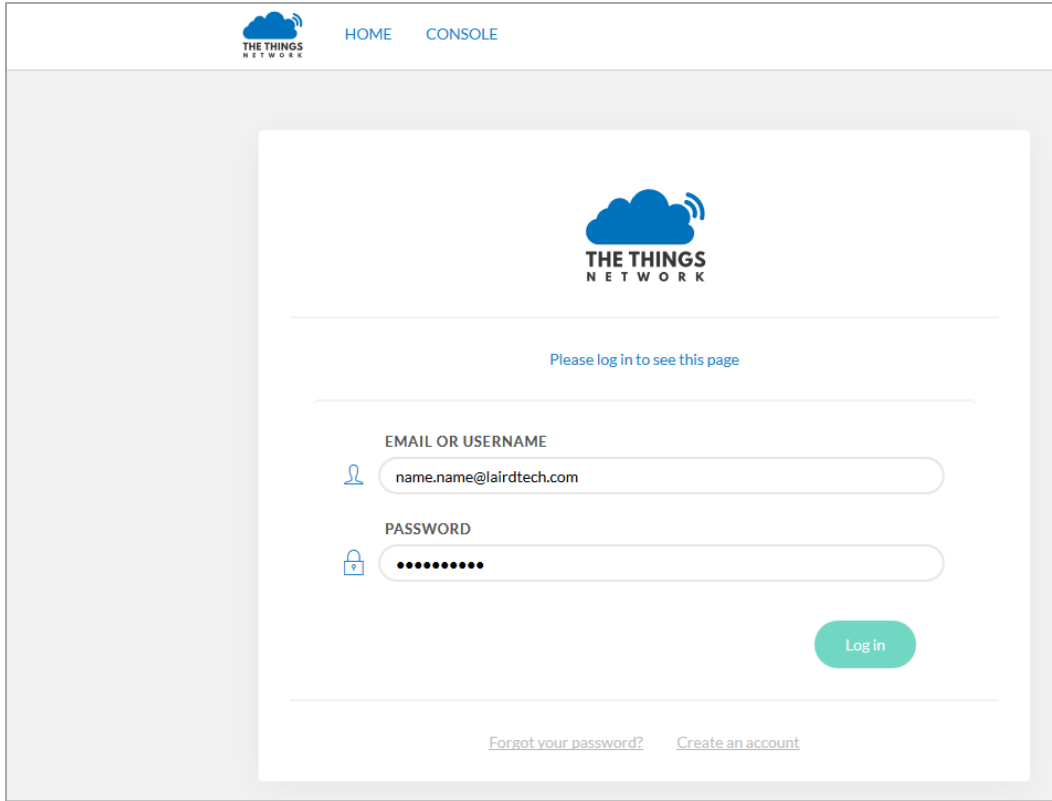 THE THINGS
NETWORK
HOME CONSOLE
THE THINGS
NETWORK
Please log in to see this page
EMAIL OR USERNAME
name.name@lairdtech.com
PASSWORD
••••••••••
Log in
Forgot your password? Create an account